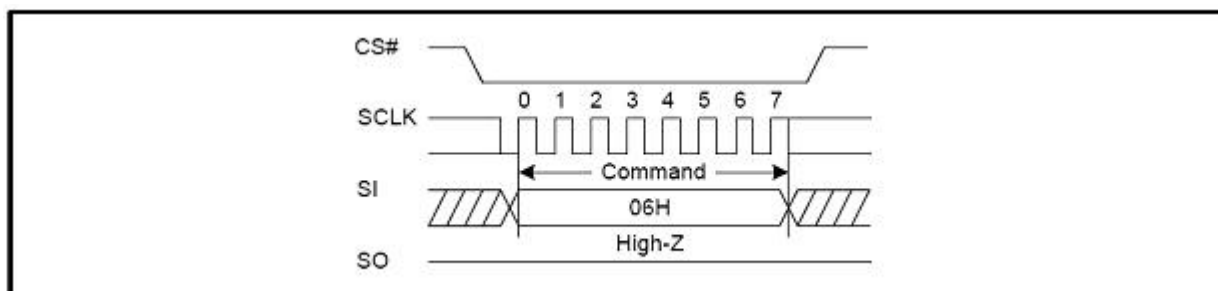 CS#
0 1 2 3 4 5 6 7
SCLK
Command
SI
06H
High-Z
SO